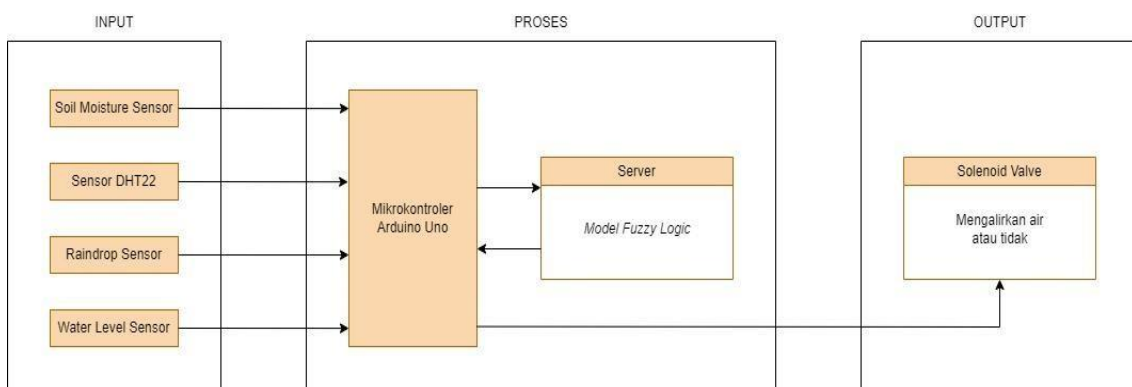 INPUT
PROSES
OUTPUT
Soil Moisture Sensor
Sensor DHT22
Raindrop Sensor
Water Level Sensor
Mikrokontroler
Arduino Uno
Server
Model Fuzzy Logic
Solenoid Valve
Mengalirkan air
atau tidak